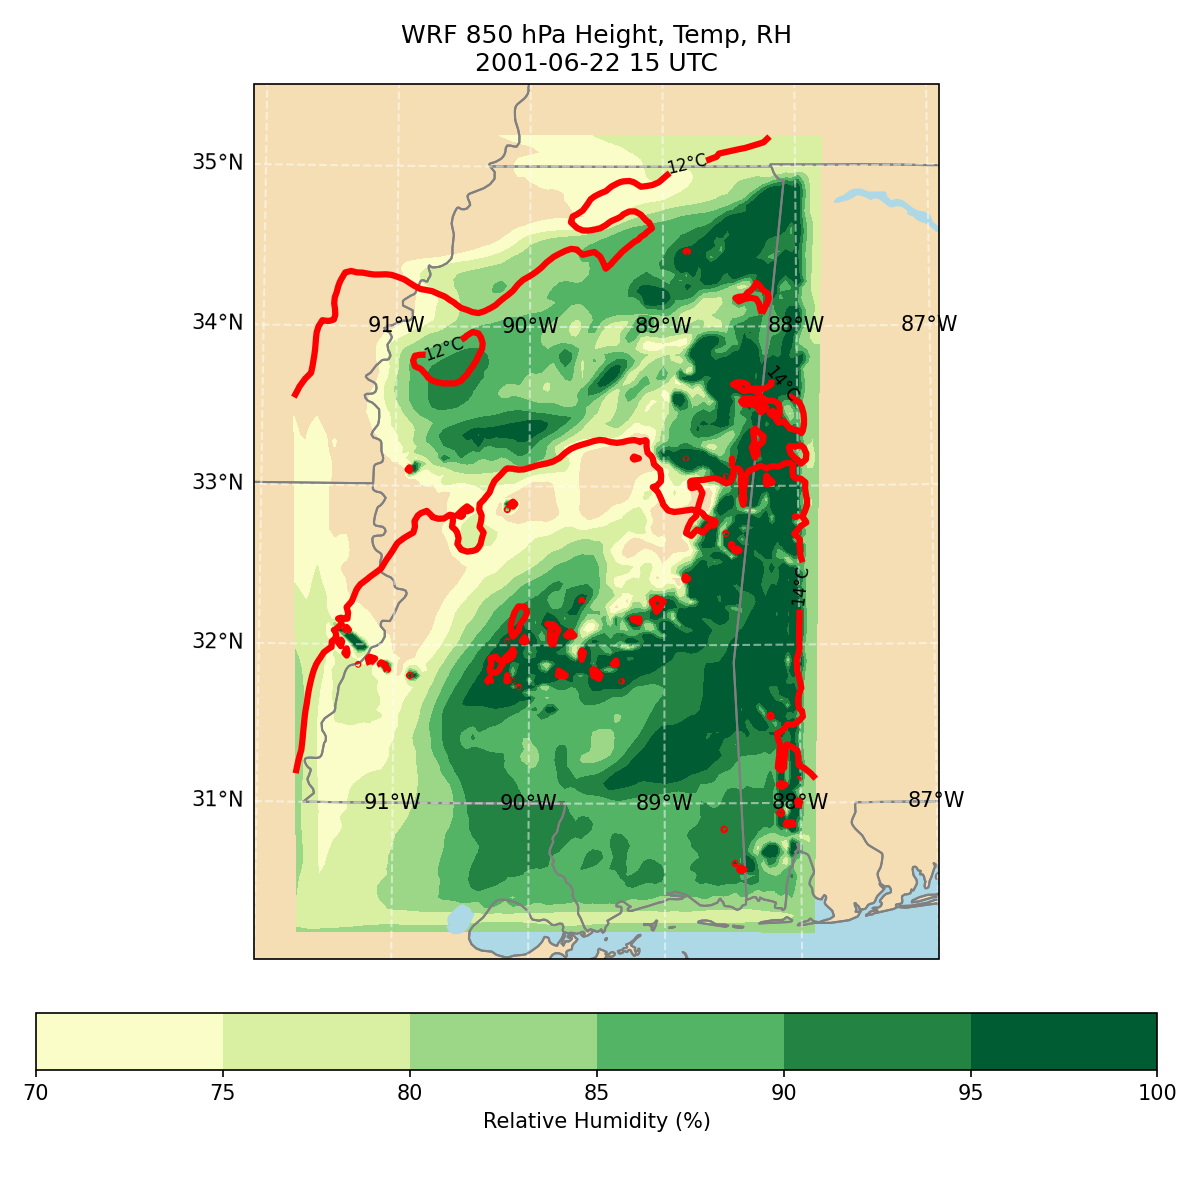 WRF 850 hPa Height, Temp, RH
2001-06-22 15 UTC
12°C
35°N
34°N
91°W 90°W 89°W 88°W 87°W
12°C
14°C
33°N
14°C
32°N
31°N
91°W 90°W 89°W 88°W 87°W
70 75 80 85 90 95 100
Relative Humidity (%)